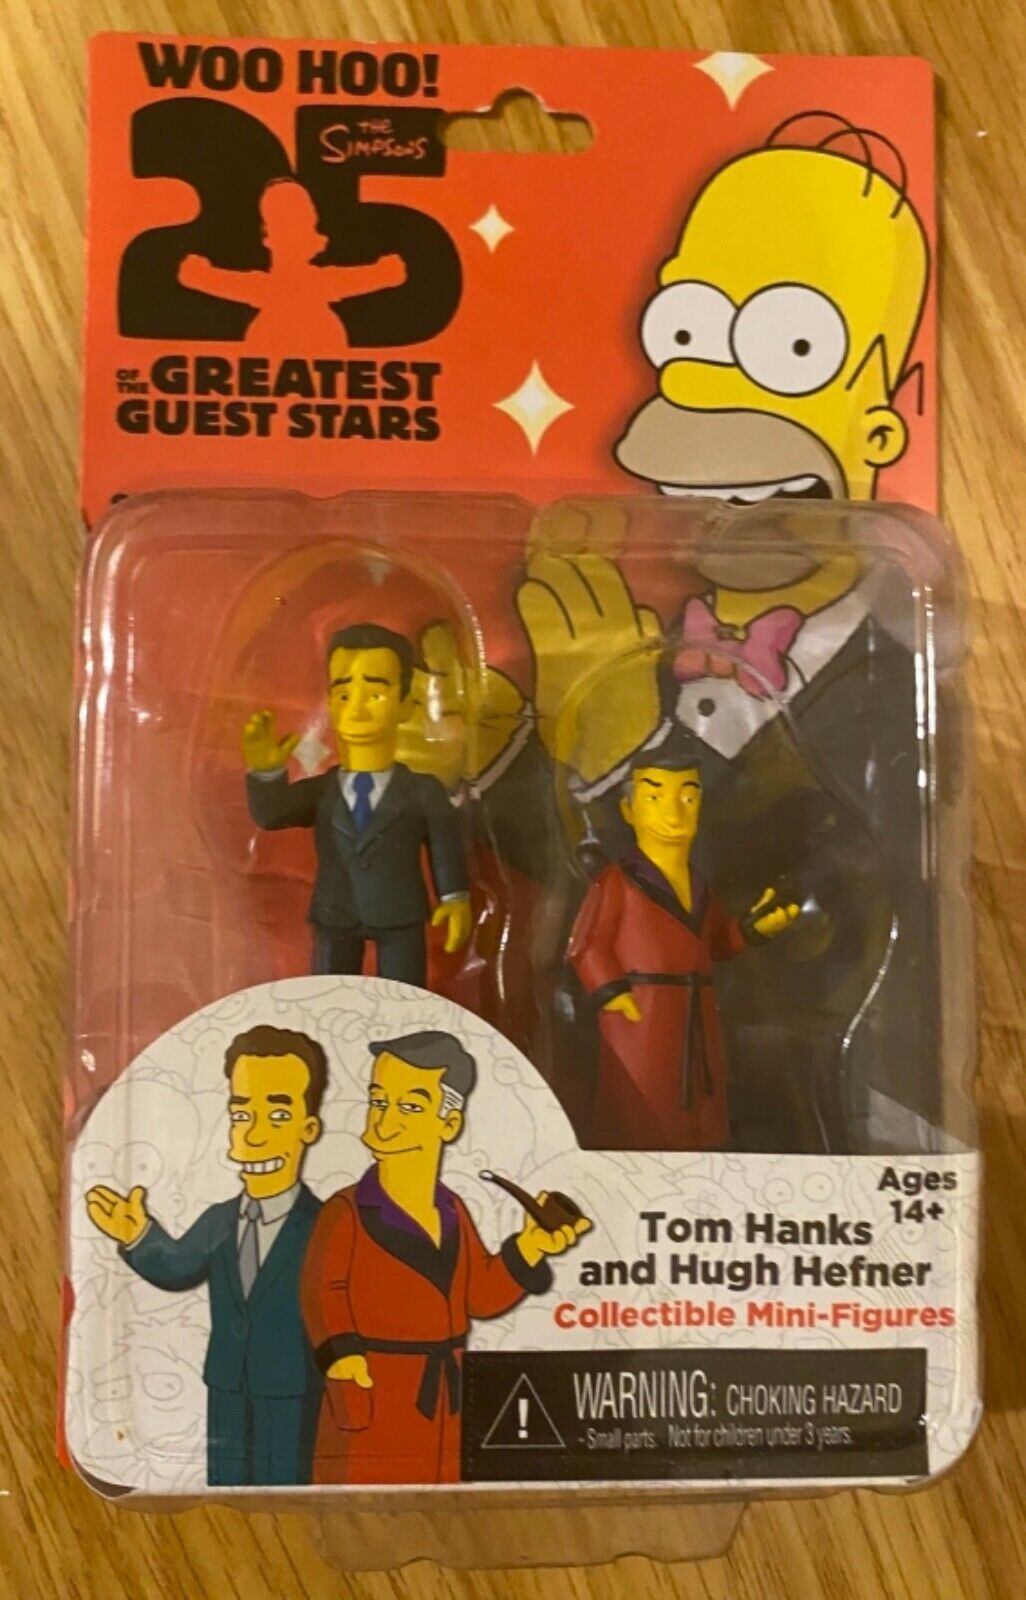 WOO HOO!
25
THE
SIMPSONS
OF THE GREATEST
GUEST STARS
Ages
14+
Tom Hanks
and Hugh Hefner
Collectible Mini-Figures
WARNING: CHOKING HAZARD
- Small parts. Not for children under 3 years.